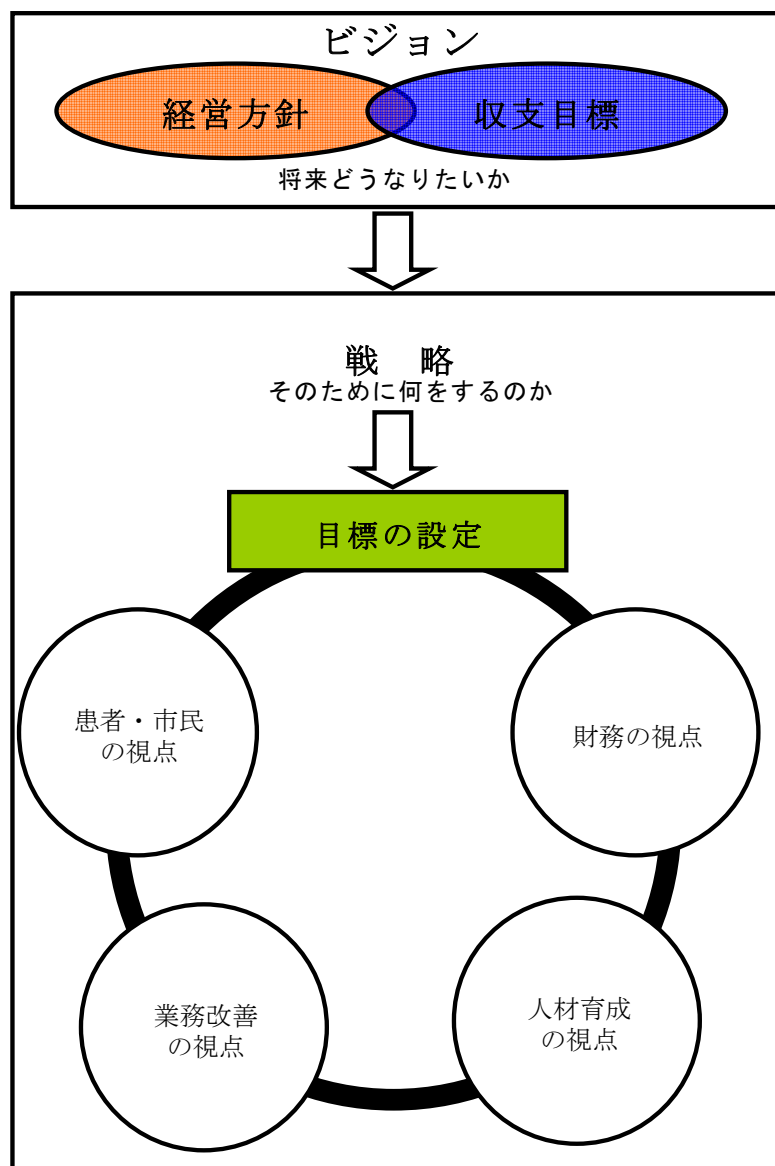 ビジョン
経営方針
収支目標
将来どうなりたいか
戦　略
そのために何をするのか
目標の設定
患者・市民
の視点
財務の視点
業務改善
の視点
人材育成
の視点